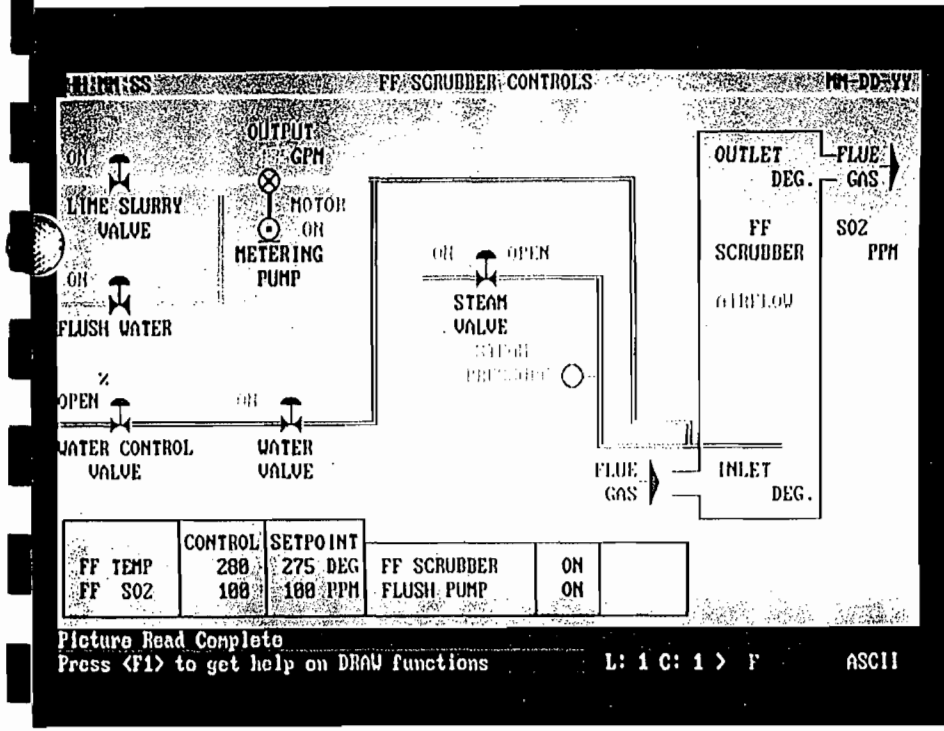 HH:MM:SS FF SCRUBBER CONTROLS MM-DD-YY
OUTPUT
GPM
ON
LIME SLURRY
VALVE
MOTOR
ON
METERING
PUMP
ON
FLUSH WATER
ON OPEN
STEAM
VALVE
STEAM
PRESSURE
%
OPEN
WATER CONTROL
VALVE
ON
WATER
VALVE
OUTLET
DEG.
FLUE
GAS
FF
SCRUBBER
SO2
PPM
AIRFLOW
FLUE
GAS
INLET
DEG.
CONTROL SETPOINT
FF TEMP 280 275 DEG FF SCRUBBER ON
FF SO2 100 100 PPM FLUSH PUMP ON
Picture Read Complete
Press <F1> to get help on DRAW functions L: 1 C: 1 > F ASCII